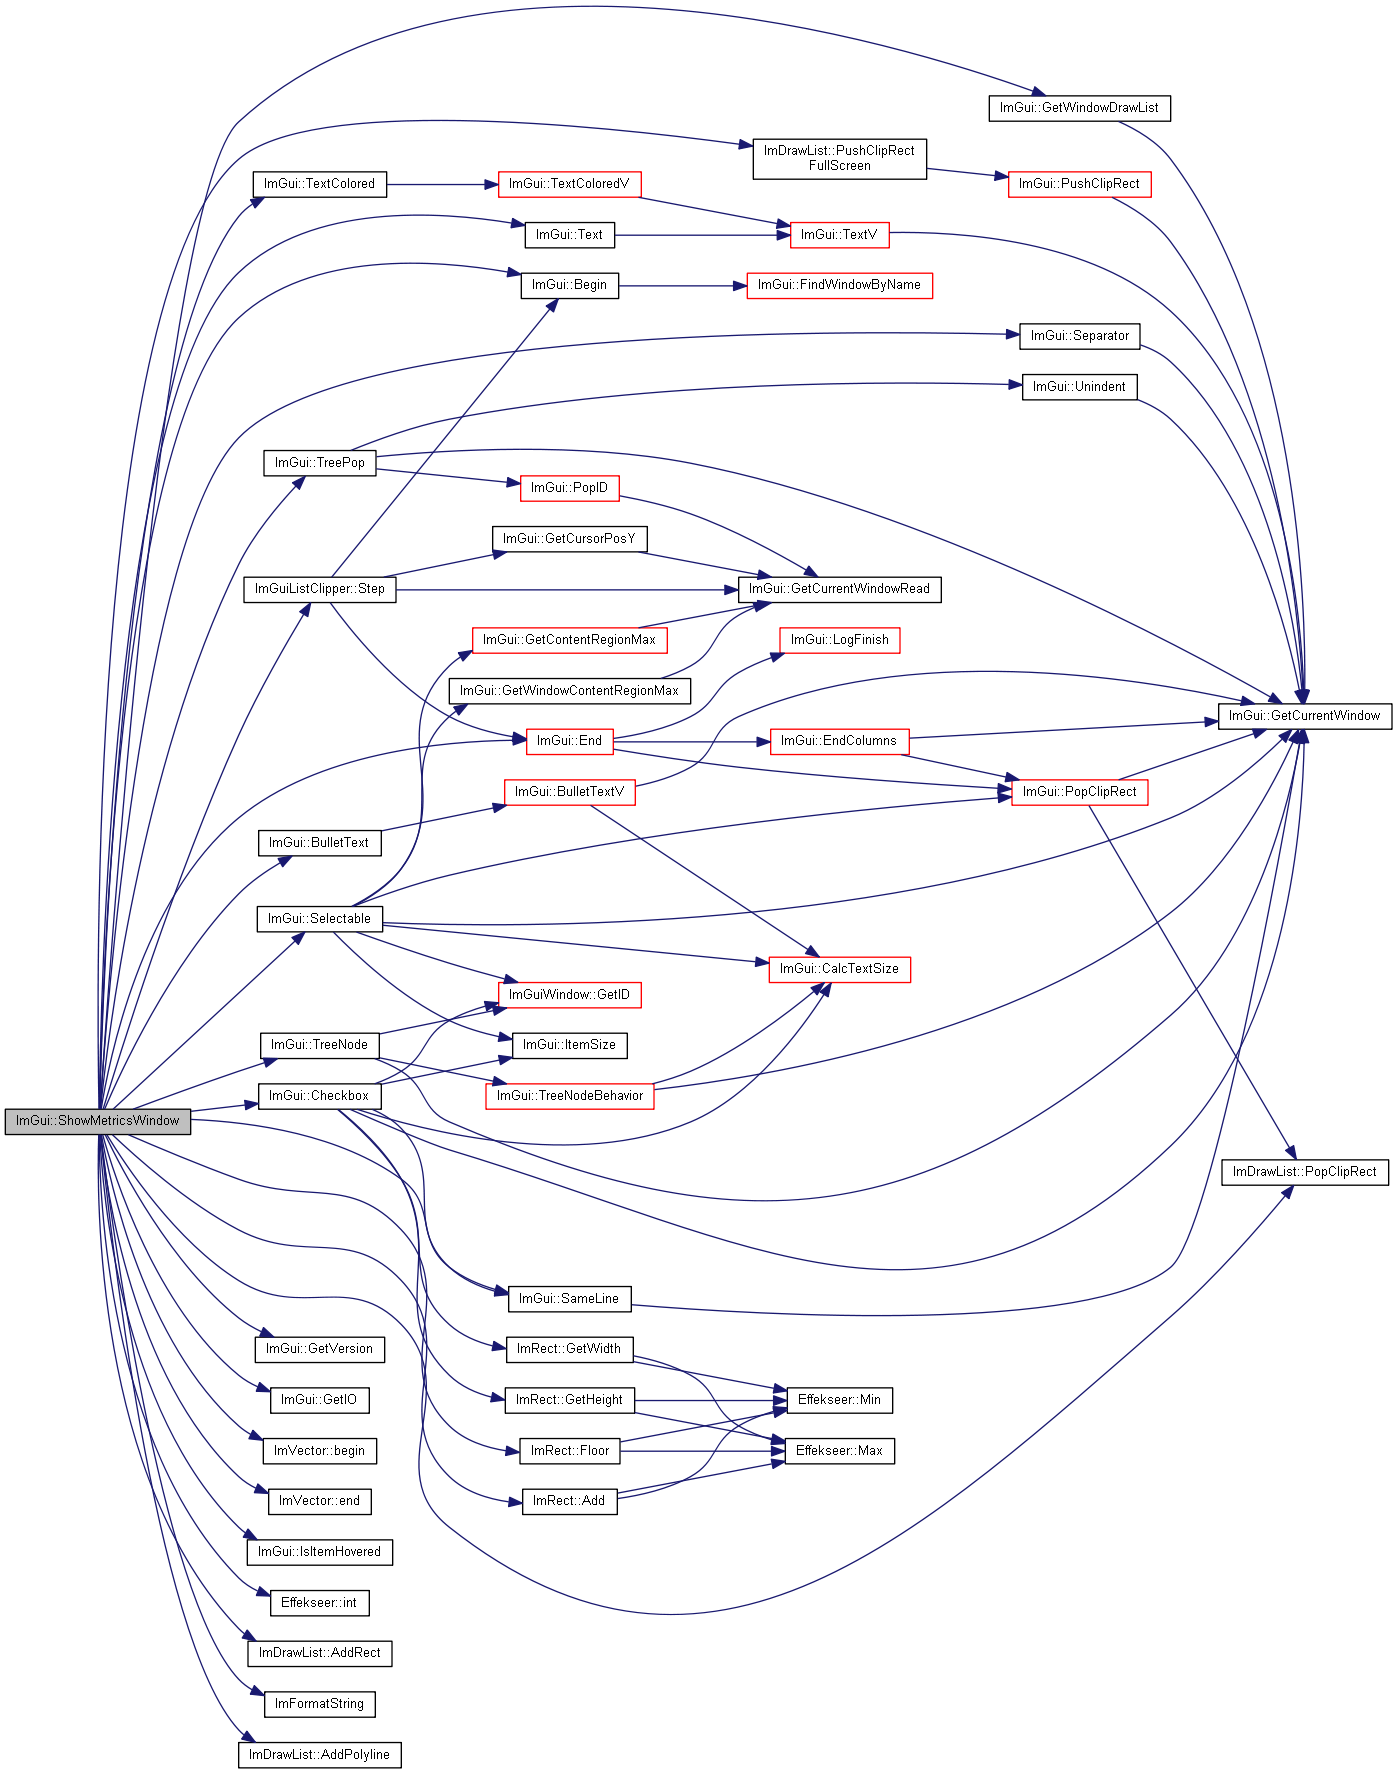 ImGui::GetWindowDrawList
ImDrawList::PushClipRect
FullScreen
ImGui::TextColored
ImGui::TextColoredV
ImGui::PushClipRect
ImGui::Text
ImGui::TextV
ImGui::Begin
ImGui::FindWindowByName
ImGui::Separator
ImGui::Unindent
ImGui::TreePop
ImGui::PopID
ImGui::GetCursorPosY
ImGuiListClipper::Step
ImGui::GetCurrentWindowRead
ImGui::GetContentRegionMax
ImGui::LogFinish
ImGui::GetWindowContentRegionMax
ImGui::GetCurrentWindow
ImGui::End
ImGui::EndColumns
ImGui::BulletTextV
ImGui::PopClipRect
ImGui::BulletText
ImGui::Selectable
ImGui::CalcTextSize
ImGuiWindow::GetID
ImGui::TreeNode
ImGui::ItemSize
ImGui::Checkbox
ImGui::TreeNodeBehavior
ImGui::ShowMetricsWindow
ImDrawList::PopClipRect
ImGui::SameLine
ImGui::GetVersion
ImRect::GetWidth
ImGui::GetIO
ImRect::GetHeight
Effekseer::Min
ImVector::begin
ImRect::Floor
Effekseer::Max
ImVector::end
ImRect::Add
ImGui::IsItemHovered
Effekseer::int
ImDrawList::AddRect
ImFormatString
ImDrawList::AddPolyline